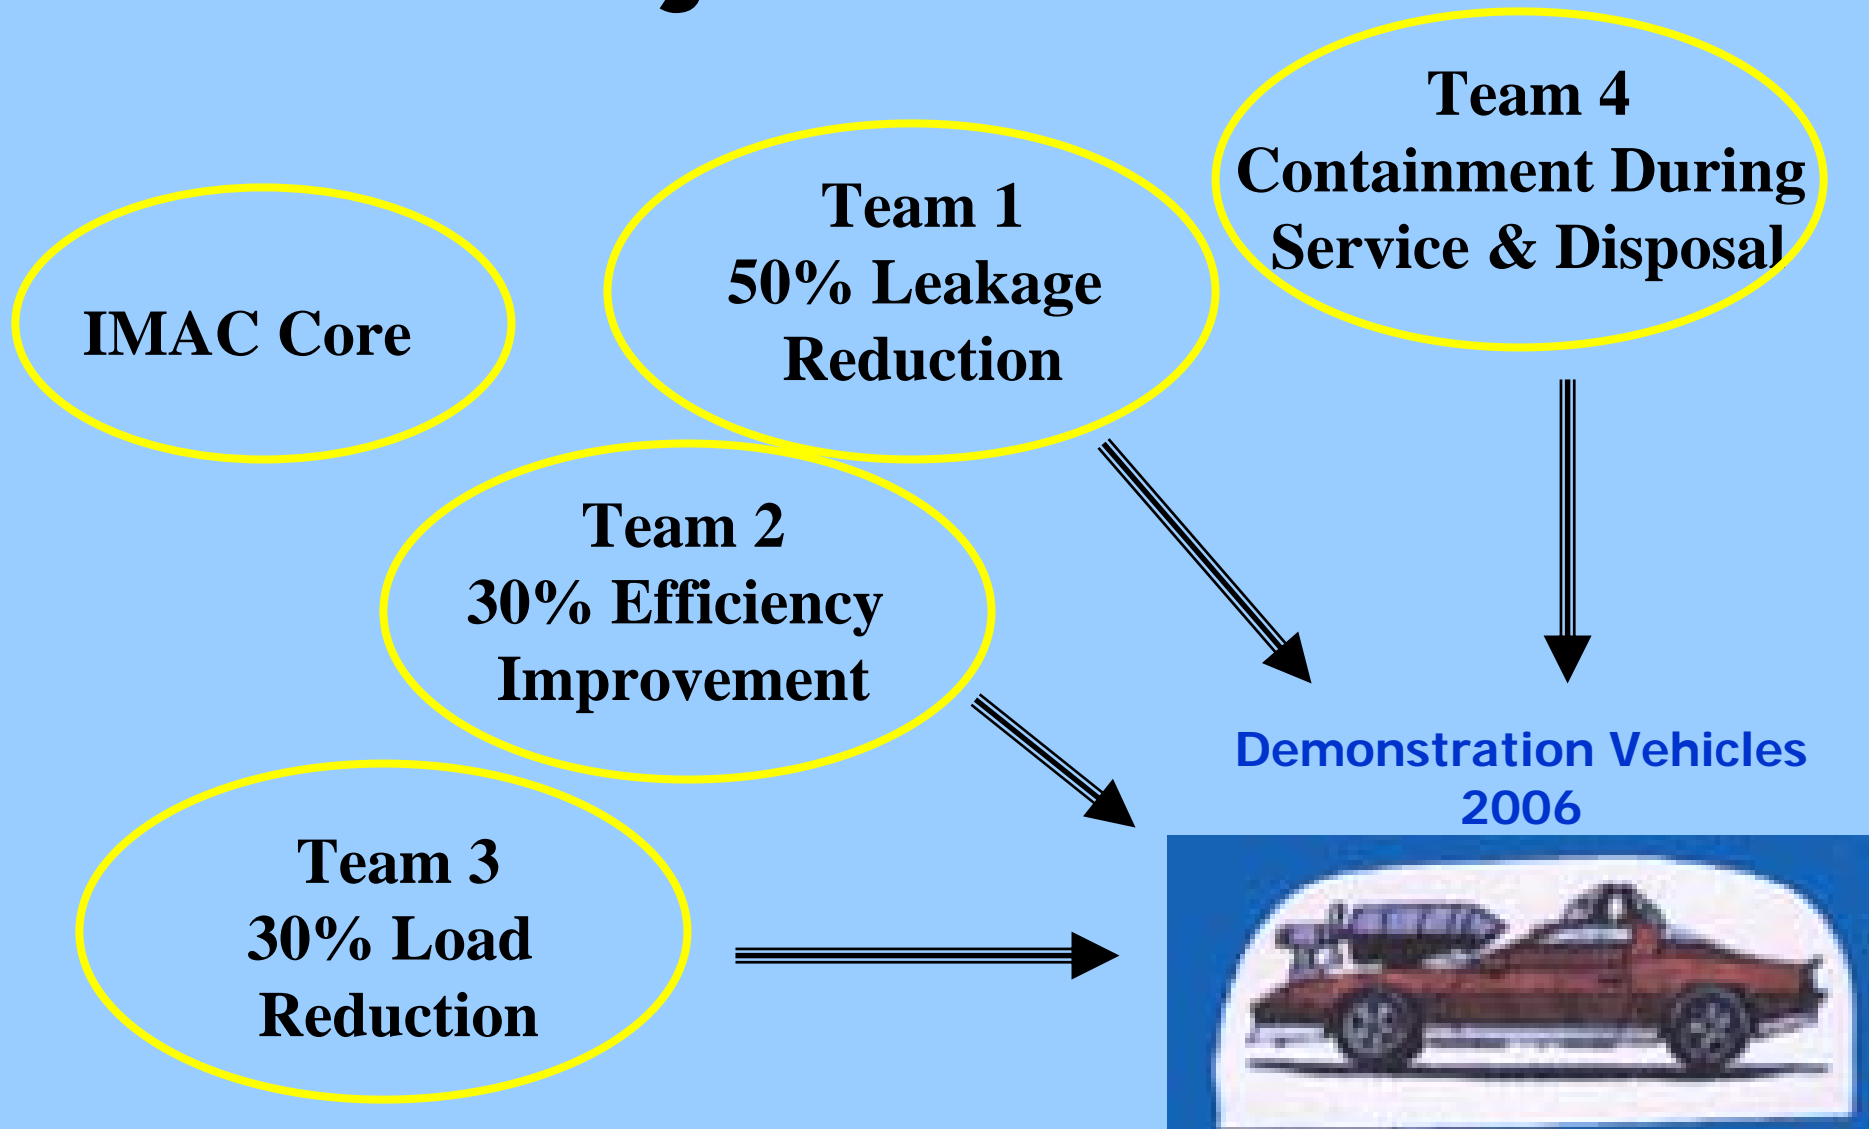 Team 4
Containment During
Service & Disposal
Team 1
50% Leakage
Reduction
IMAC Core
Team 2
30% Efficiency
Improvement
Demonstration Vehicles
2006
Team 3
30% Load
Reduction